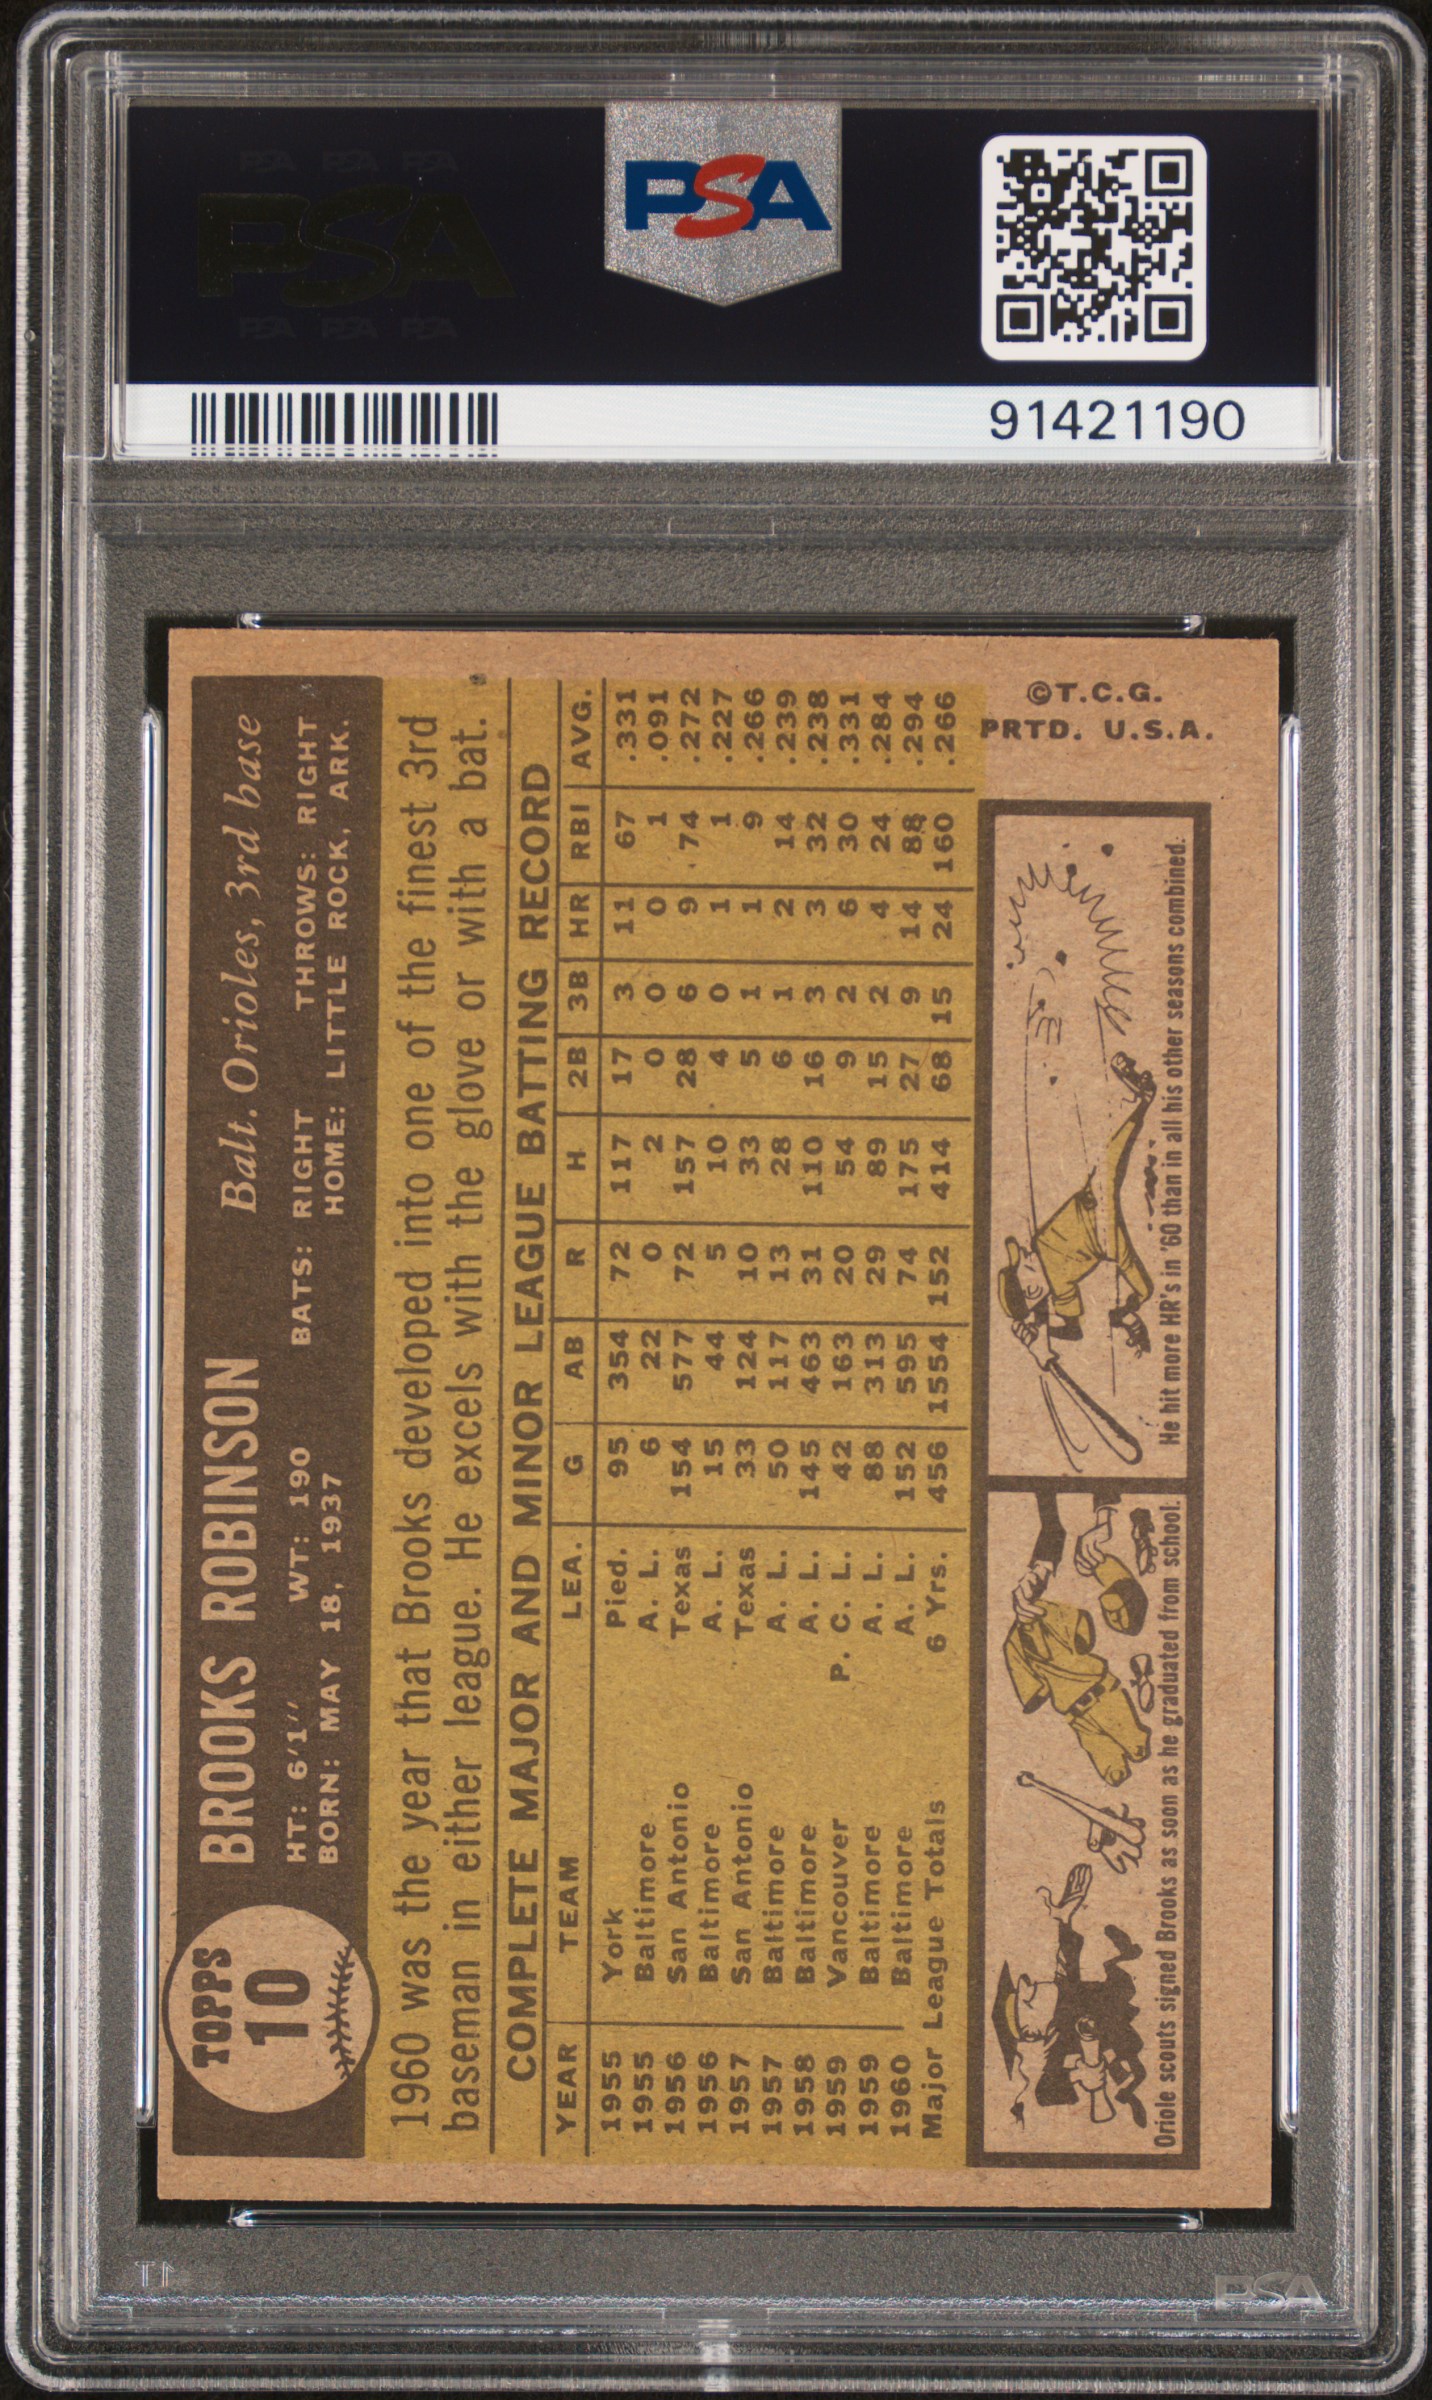 PSA PSA PSA
PSA
PSA PSA PSA
PSA
91421190
TOPPS
10
BROOKS ROBINSON
Balt. Orioles, 3rd base
HT: 6'1'' WT: 190 BATS: RIGHT THROWS: RIGHT
BORN: MAY 18, 1937 HOME: LITTLE ROCK, ARK.
1960 was the year that Brooks developed into one of the finest 3rd
baseman in either league. He excels with the glove or with a bat.
COMPLETE MAJOR AND MINOR LEAGUE BATTING RECORD
YEAR TEAM LEA. G AB R H 2B 3B HR RBI AVG.
1955 York Pied. 95 354 72 117 17 3 11 67 .331
1955 Baltimore A. L. 6 22 0 2 0 0 0 1 .091
1956 San Antonio Texas 154 577 72 157 28 6 9 74 .272
1956 Baltimore A. L. 15 44 5 10 4 0 1 1 .227
1957 San Antonio Texas 33 124 10 33 5 1 1 9 .266
1957 Baltimore A. L. 50 117 13 28 6 1 2 14 .239
1958 Baltimore A. L. 145 463 31 110 16 3 3 32 .238
1959 Vancouver P. C. L. 42 163 20 54 9 2 6 30 .331
1959 Baltimore A. L. 88 313 29 89 15 2 4 24 .284
1960 Baltimore A. L. 152 595 74 175 27 9 14 88 .294
Major League Totals 6 Yrs. 456 1554 152 414 68 15 24 160 .266
Oriole scouts signed Brooks as soon as he graduated from school.
He hit more HR's in '60 than in all his other seasons combined.
©T.C.G.
PRTD. U.S.A.
PSA